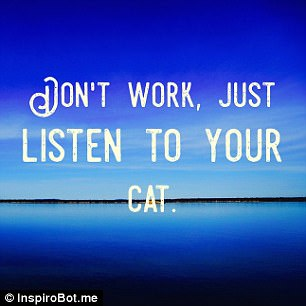 Don't work, just
listen to your
cat.
© InspiroBot.me